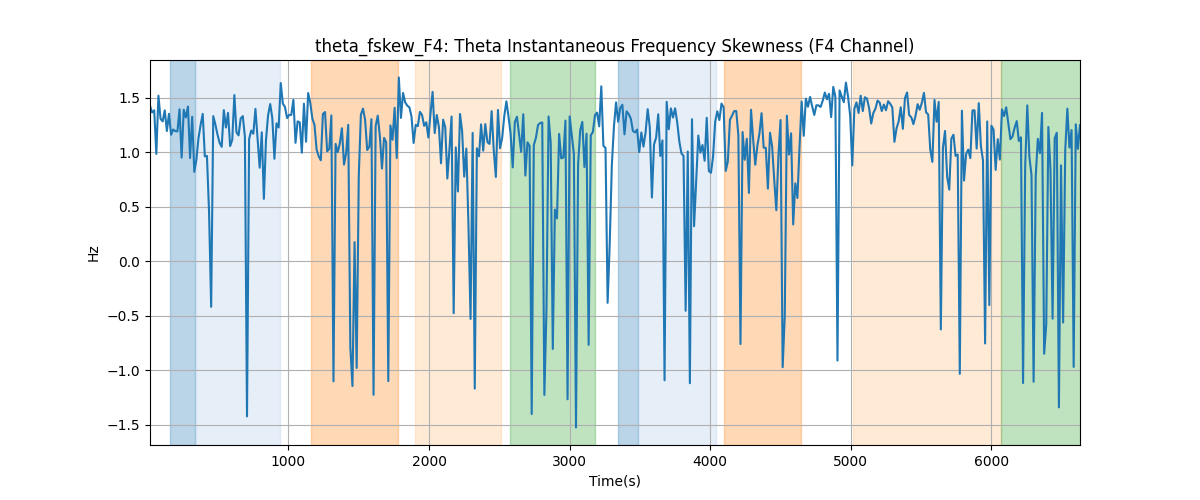 theta_fskew_F4: Theta Instantaneous Frequency Skewness (F4 Channel)
Hz
1.5
1.0
0.5
0.0
−0.5
−1.0
−1.5
1000 2000 3000 4000 5000 6000
Time(s)